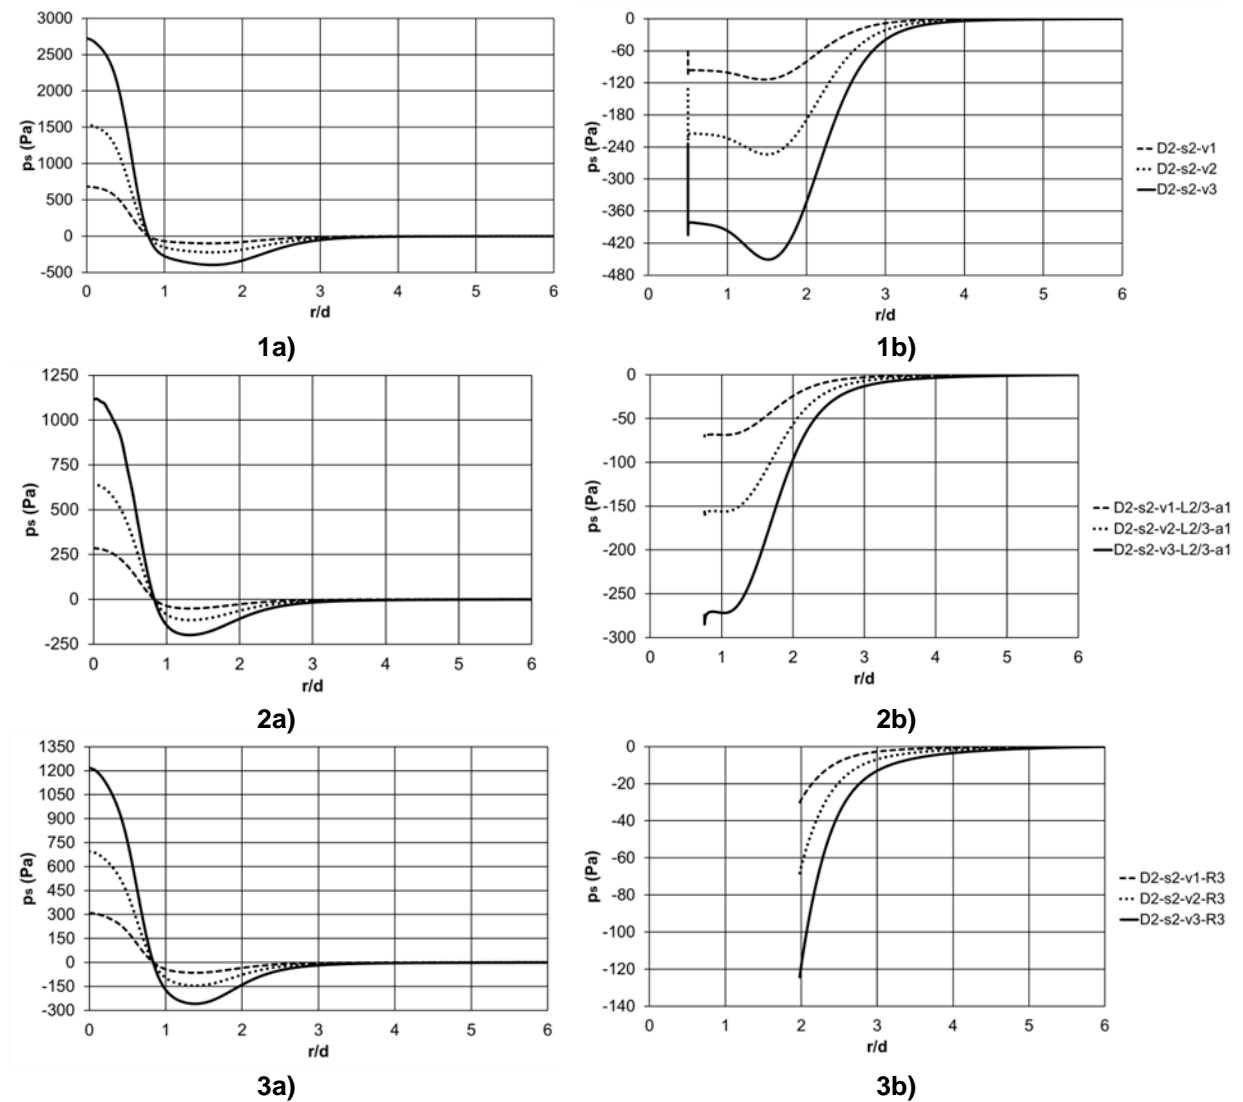 3000
2500
2000
1500
1000
500
0
-500
pₛ (Pa)
0 1 2 3 4 5 6
r/d
1a)
0
-60
-120
-180
-240
-300
-360
-420
-480
pₛ (Pa)
0 1 2 3 4 5 6
r/d
D2-s2-v1
D2-s2-v2
D2-s2-v3
1b)
1250
1000
750
500
250
0
-250
pₛ (Pa)
0 1 2 3 4 5 6
r/d
2a)
0
-50
-100
-150
-200
-250
-300
pₛ (Pa)
0 1 2 3 4 5 6
r/d
D2-s2-v1-L2/3-a1
D2-s2-v2-L2/3-a1
D2-s2-v3-L2/3-a1
2b)
1350
1200
1050
900
750
600
450
300
150
0
-150
-300
pₛ (Pa)
0 1 2 3 4 5 6
r/d
3a)
0
-20
-40
-60
-80
-100
-120
-140
pₛ (Pa)
0 1 2 3 4 5 6
r/d
D2-s2-v1-R3
D2-s2-v2-R3
D2-s2-v3-R3
3b)